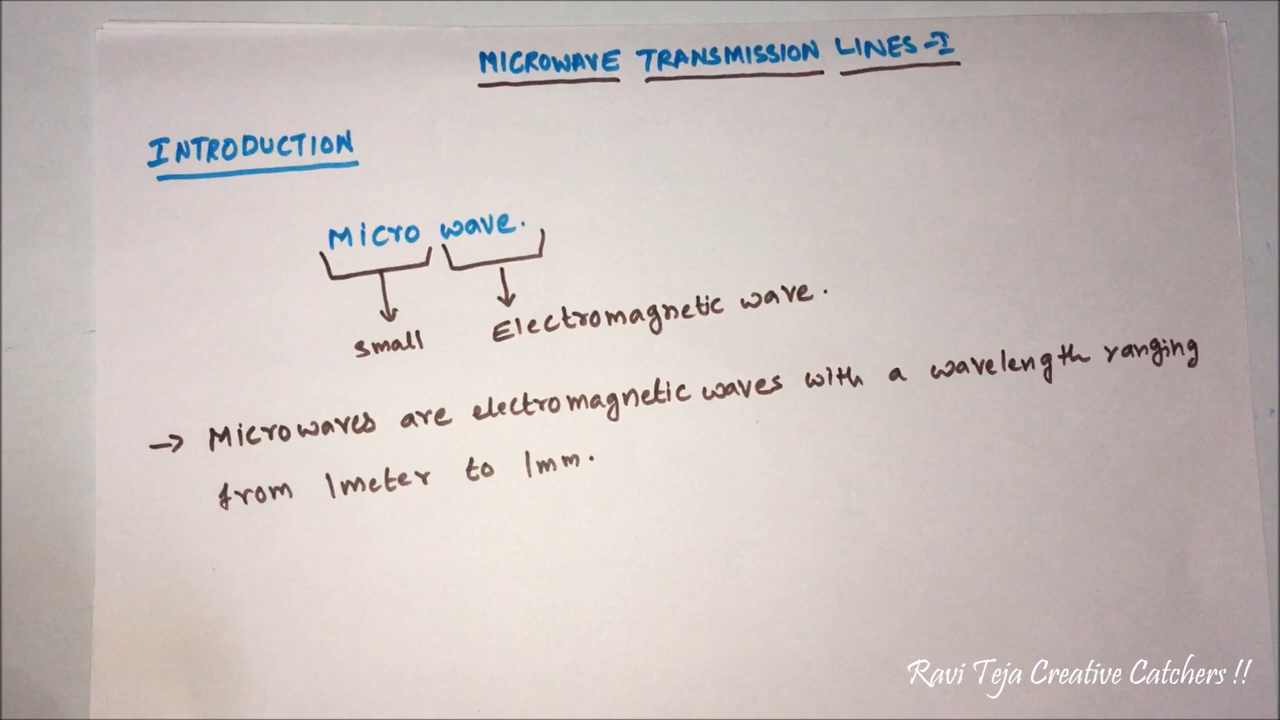 MICROWAVE TRANSMISSION LINES-I
INTRODUCTION
Micro wave.
small Electromagnetic wave.
→ Microwaves are electromagnetic waves with a wavelength ranging
from 1meter to 1mm.
Ravi Teja Creative Catchers !!